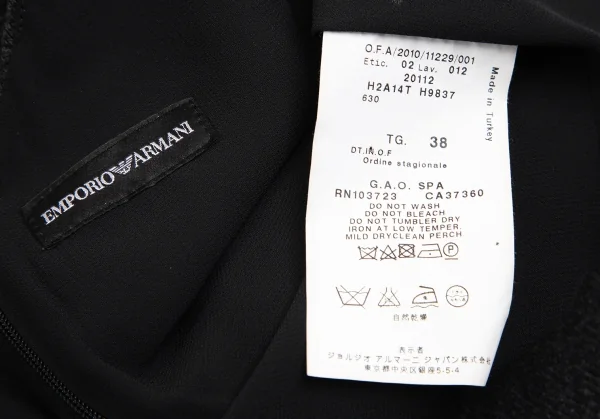 EMPORIO ARMANI
O.F.A/2010/11229/001
Etic. 02 Lav. 012
20112
H2A14T H9837
630
Made in Turkey
TG. 38
DT.IN.O.F
Ordine stagionale
G.A.O. SPA
RN103723 CA37360
DO NOT WASH
DO NOT BLEACH
DO NOT TUMBLER DRY
IRON AT LOW TEMPER.
MILD DRYCLEAN PERCH
P
自然乾燥
表示者
ジョルジオ アルマーニ ジャパン株式会社
東京都中央区銀座5-5-4